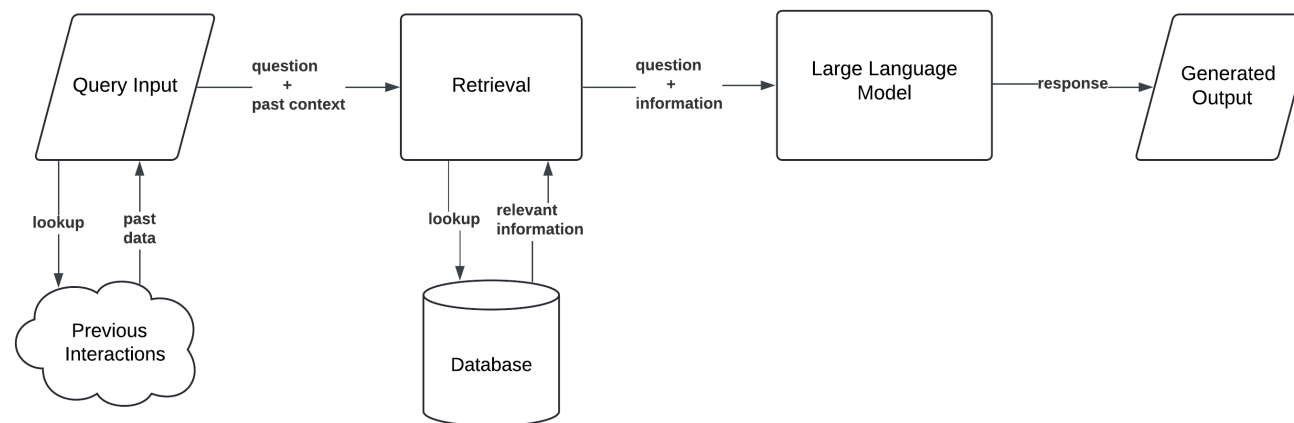 Query Input
question
+
past context
Retrieval
question
+
information
Large Language
Model
response
Generated
Output
lookup
past
data
lookup
relevant
information
Previous
Interactions
Database